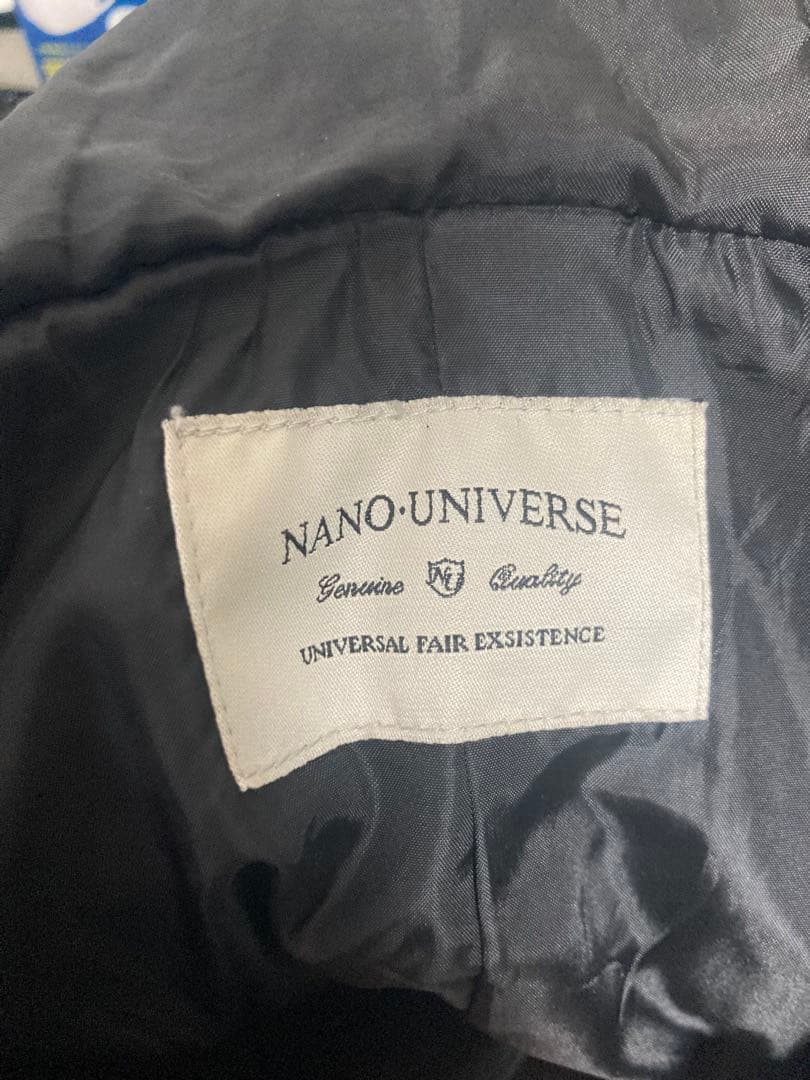 NANO·UNIVERSE
Genuine NU Quality
UNIVERSAL FAIR EXSISTENCE